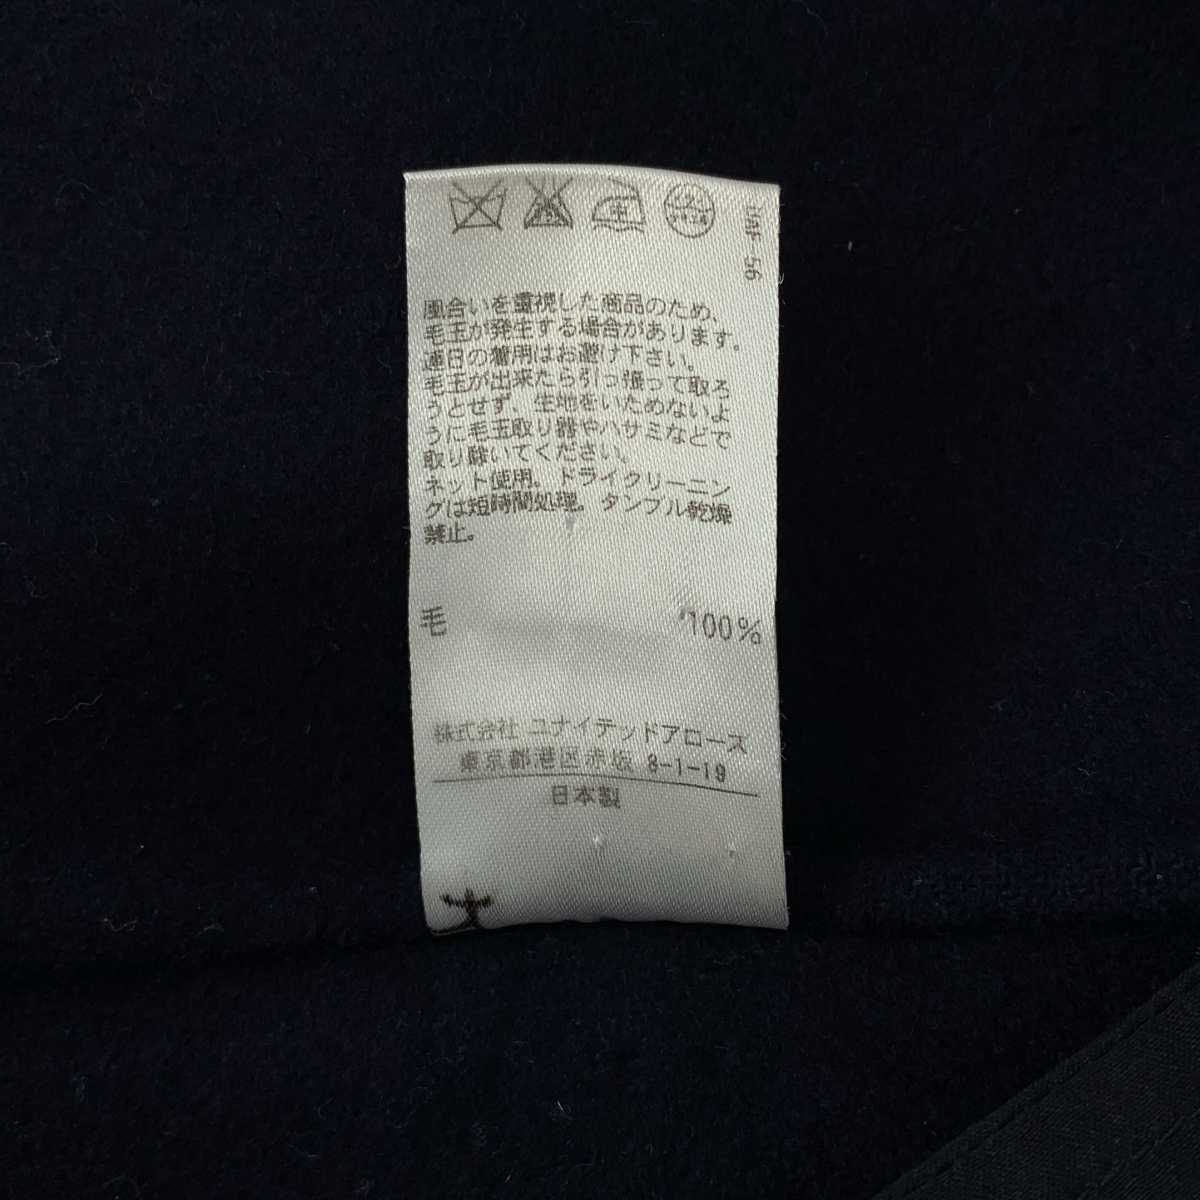 UAF 56
風合いを重視した商品のため、
毛玉が発生する場合があります。
連日の着用はお避け下さい。
毛玉が出来たら引っ張って取ろ
うとせず、生地をいためないよ
うに毛玉取り器やハサミなどで
取り除いてください。
ネット使用、ドライクリーニン
グは短時間処理。タンブル乾燥
禁止。
毛 100%
株式会社 ユナイテッドアローズ
東京都港区赤坂 8-1-19
日本製